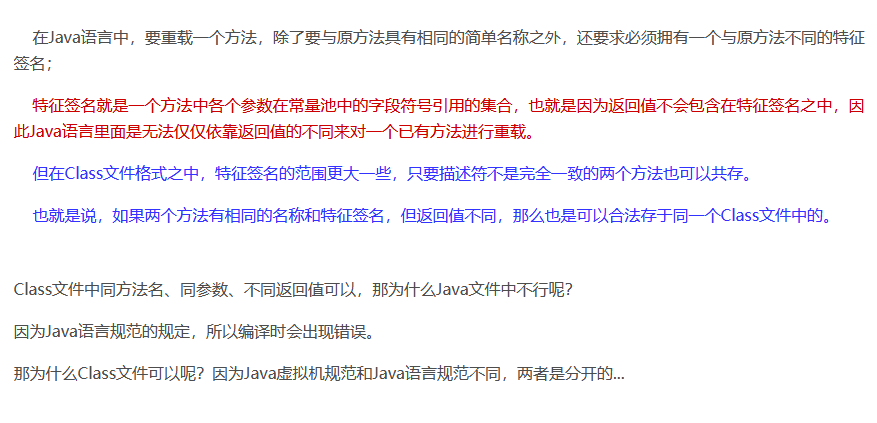 在Java语言中，要重载一个方法，除了要与原方法具有相同的简单名称之外，还要求必须拥有一个与原方法不同的特征
签名；
特征签名就是一个方法中各个参数在常量池中的字段符号引用的集合，也就是因为返回值不会包含在特征签名之中，因
此Java语言里面是无法仅仅依靠返回值的不同来对一个已有方法进行重载。
但在Class文件格式之中，特征签名的范围更大一些，只要描述符不是完全一致的两个方法也可以共存。
也就是说，如果两个方法有相同的名称和特征签名，但返回值不同，那么也是可以合法存于同一个Class文件中的。
Class文件中同方法名、同参数、不同返回值可以，那为什么Java文件中不行呢？
因为Java语言规范的规定，所以编译时会出现错误。
那为什么Class文件可以呢？因为Java虚拟机规范和Java语言规范不同，两者是分开的...